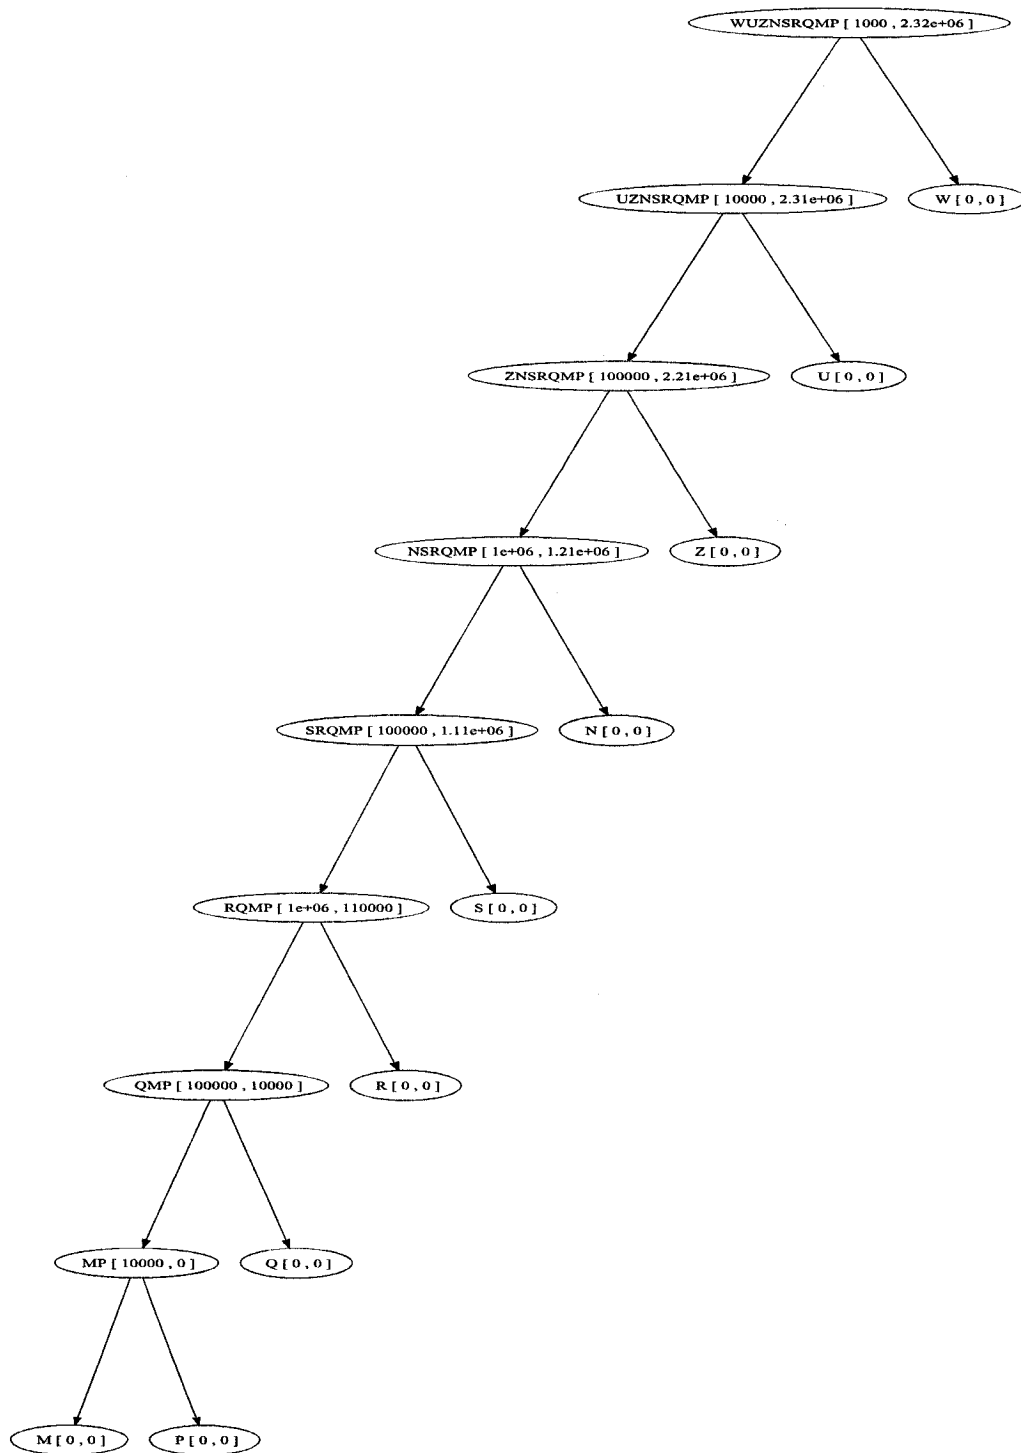 WUZNSRQMP [ 1000 , 2.32e+06 ]
UZNSRQMP [ 10000 , 2.31e+06 ]
W [ 0 , 0 ]
ZNSRQMP [ 100000 , 2.21e+06 ]
U [ 0 , 0 ]
NSRQMP [ 1e+06 , 1.21e+06 ]
Z [ 0 , 0 ]
SRQMP [ 100000 , 1.11e+06 ]
N [ 0 , 0 ]
RQMP [ 1e+06 , 110000 ]
S [ 0 , 0 ]
QMP [ 100000 , 10000 ]
R [ 0 , 0 ]
MP [ 10000 , 0 ]
Q [ 0 , 0 ]
M [ 0 , 0 ]
P [ 0 , 0 ]